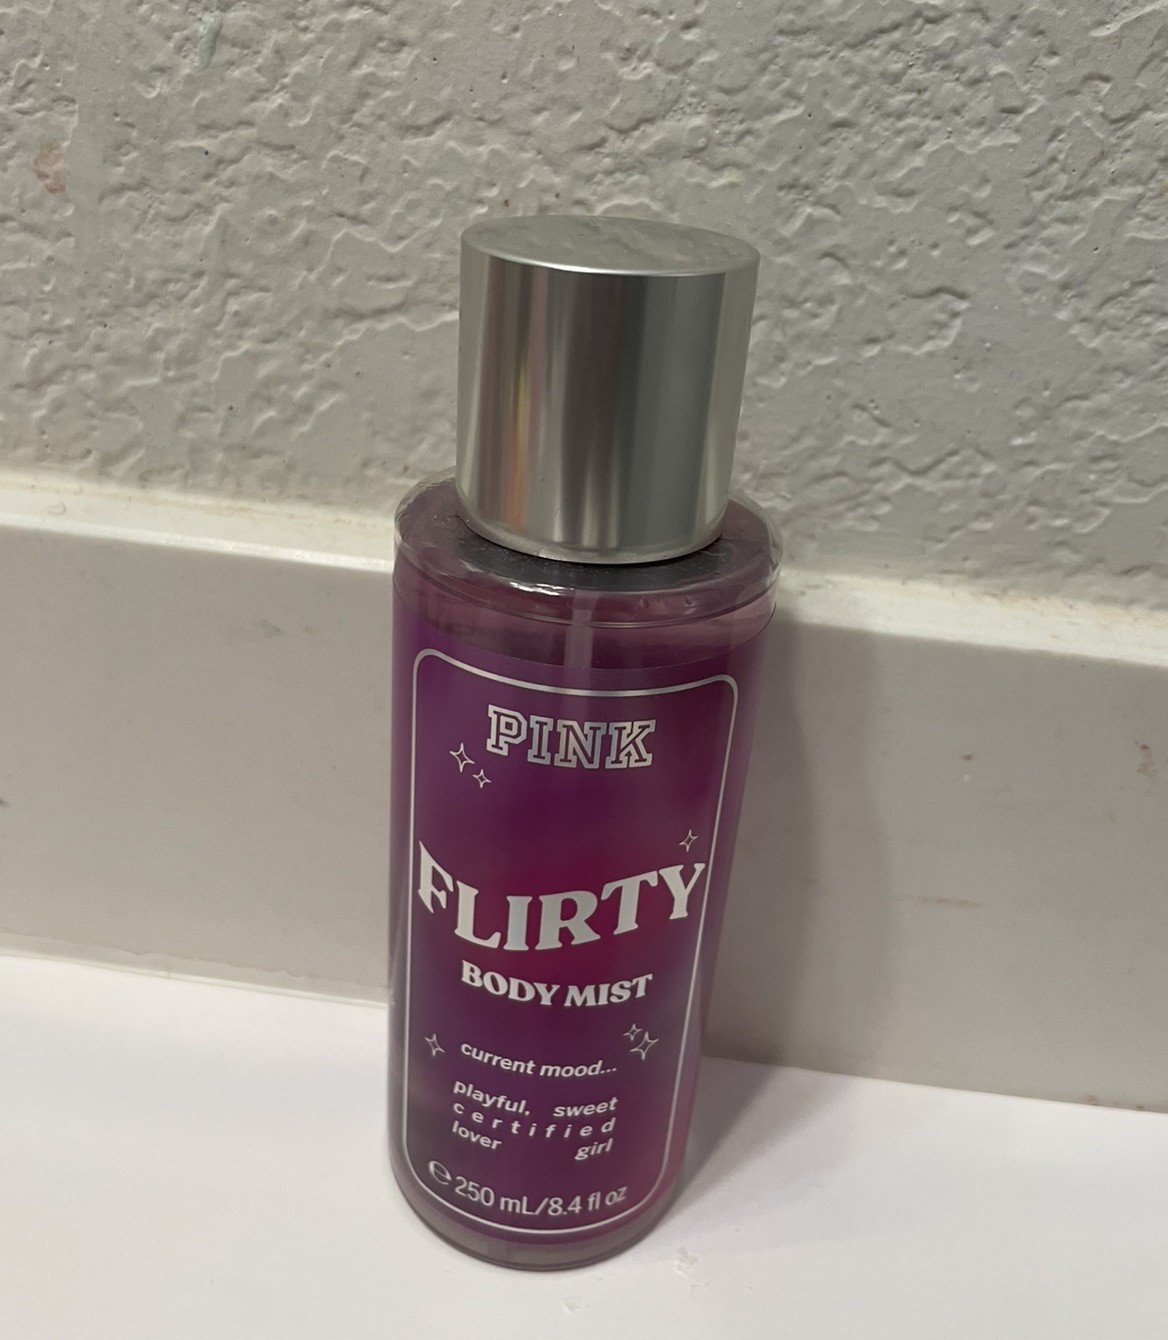 PINK
FLIRTY
BODY MIST
current mood...
playful, sweet
certified
lover girl
℮ 250 mL/8.4 fl oz